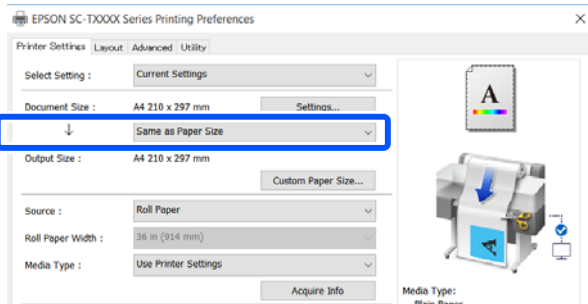 EPSON SC-TXXXX Series Printing Preferences
Printer Settings Layout Advanced Utility
Select Setting : Current Settings
Document Size : A4 210 x 297 mm Settings...
↓ Same as Paper Size
Output Size : A4 210 x 297 mm
Custom Paper Size...
Source : Roll Paper
Roll Paper Width : 36 in (914 mm)
Media Type : Use Printer Settings
Acquire Info
A
A
Media Type:
Plain Paper